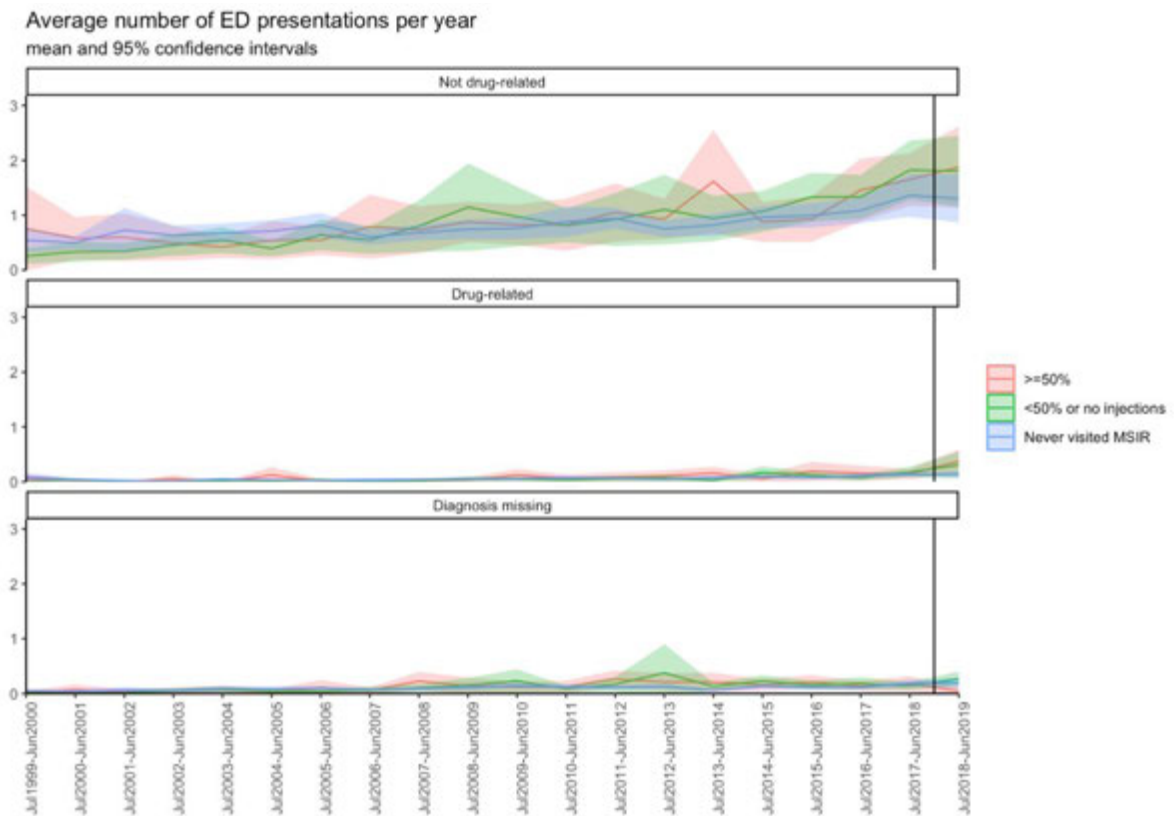 Average number of ED presentations per year
mean and 95% confidence intervals
Not drug-related
3
2
1
0
Drug-related
3
2
1
0
Diagnosis missing
3
2
1
0
Jul1999-Jun2000
Jul2000-Jun2001
Jul2001-Jun2002
Jul2002-Jun2003
Jul2003-Jun2004
Jul2004-Jun2005
Jul2005-Jun2006
Jul2006-Jun2007
Jul2007-Jun2008
Jul2008-Jun2009
Jul2009-Jun2010
Jul2010-Jun2011
Jul2011-Jun2012
Jul2012-Jun2013
Jul2013-Jun2014
Jul2014-Jun2015
Jul2015-Jun2016
Jul2016-Jun2017
Jul2017-Jun2018
Jul2018-Jun2019
>=50%
<50% or no injections
Never visited MSIR